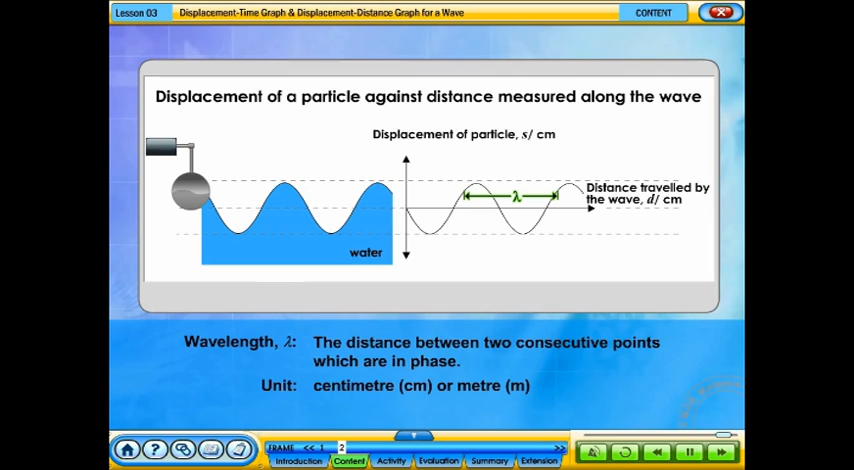 Lesson 03 Displacement-Time Graph & Displacement-Distance Graph for a Wave CONTENT
Displacement of a particle against distance measured along the wave
Displacement of particle, s/ cm
λ
Distance travelled by
the wave, d/ cm
water
Wavelength, λ: The distance between two consecutive points
which are in phase.
Unit: centimetre (cm) or metre (m)
FRAME << 1 2 >>
Introduction Content Activity Evaluation Summary Extension